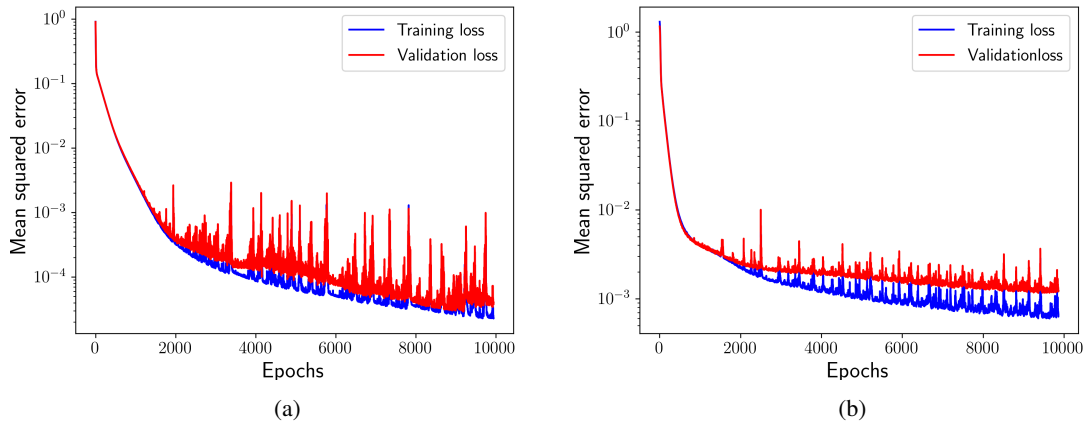 10^0
10^-1
10^-2
10^-3
10^-4
Mean squared error
Training loss
Validation loss
0 2000 4000 6000 8000 10000
Epochs
(a)
10^0
10^-1
10^-2
10^-3
Mean squared error
Training loss
Validationloss
0 2000 4000 6000 8000 10000
Epochs
(b)